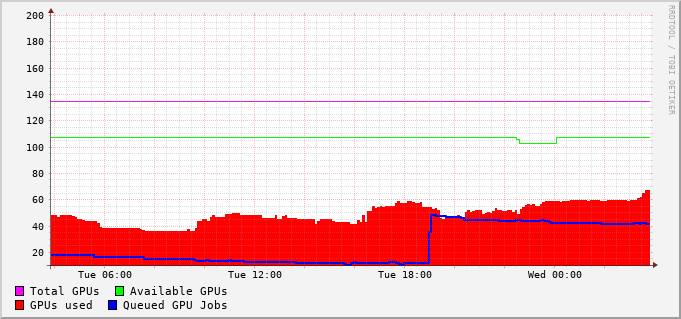 200
180
160
140
120
100
80
60
40
20
Tue 06:00 Tue 12:00 Tue 18:00 Wed 00:00
Total GPUs Available GPUs
GPUs used Queued GPU Jobs
RRDTOOL / TOBI OETIKER